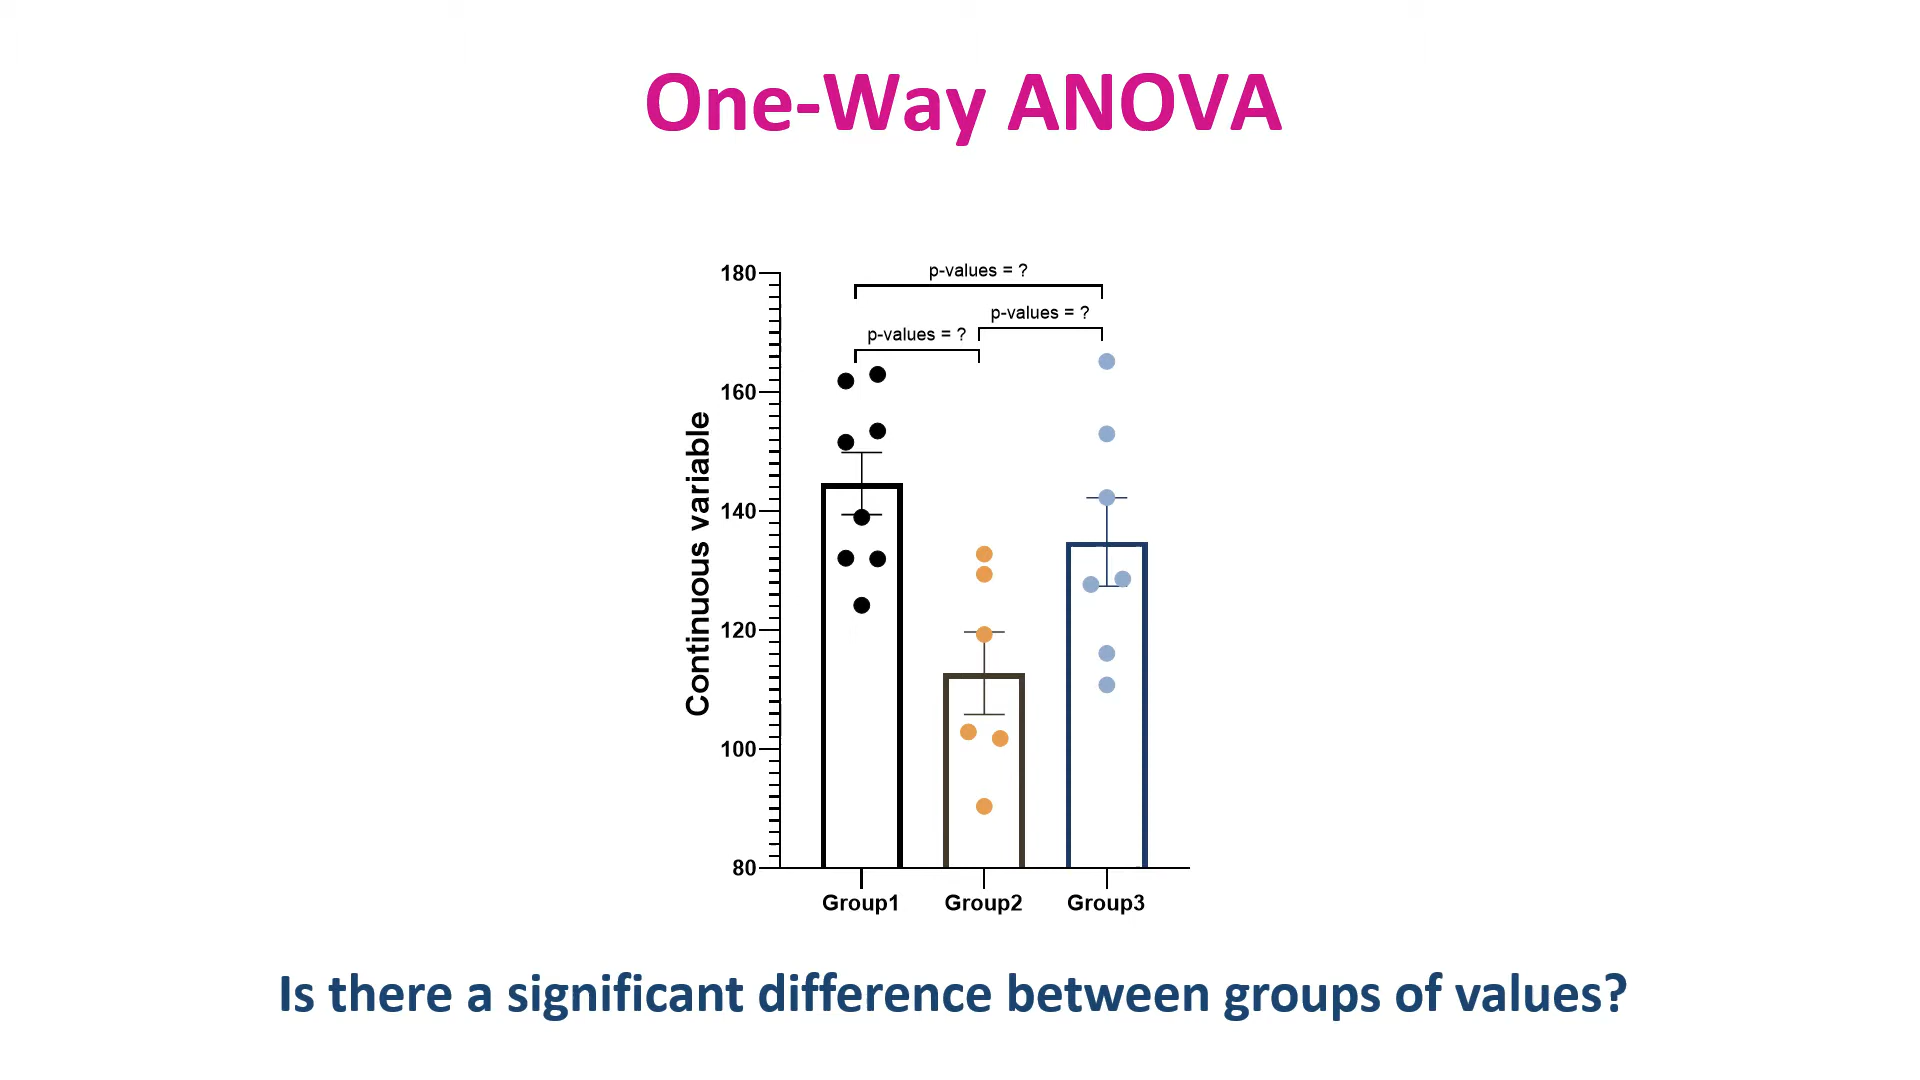 One-Way ANOVA
p-values = ?
p-values = ?
p-values = ?
Continuous variable
180
160
140
120
100
80
Group1 Group2 Group3
Is there a significant difference between groups of values?